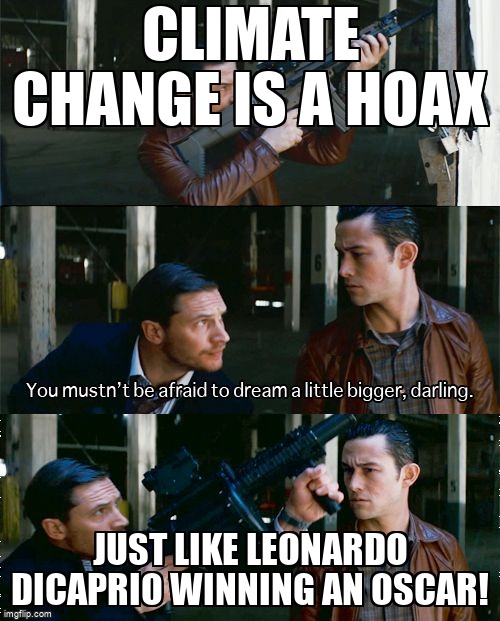 CLIMATE
CHANGE IS A HOAX
You mustn't be afraid to dream a little bigger, darling.
JUST LIKE LEONARDO
DICAPRIO WINNING AN OSCAR!
imgflip.com